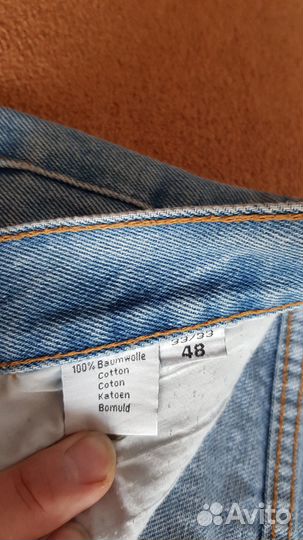 33/33
48
100% Baumwolle
Cotton
Coton
Katoen
Bomuld
Avito